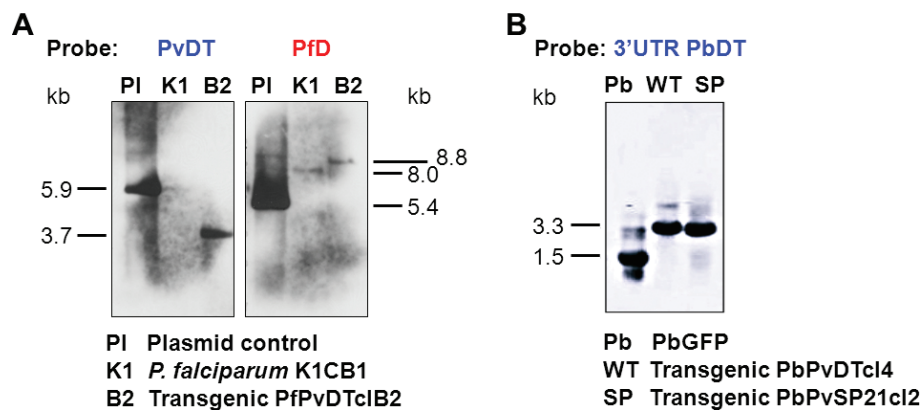 A
B
Probe: PvDT PfD
Probe: 3'UTR PbDT
PI K1 B2 PI K1 B2
Pb WT SP
kb kb
kb
5.9
3.7
8.8
8.0
5.4
3.3
1.5
PI Plasmid control
K1 P. falciparum K1CB1
B2 Transgenic PfPvDTclB2
Pb PbGFP
WT Transgenic PbPvDTcl4
SP Transgenic PbPvSP21cl2